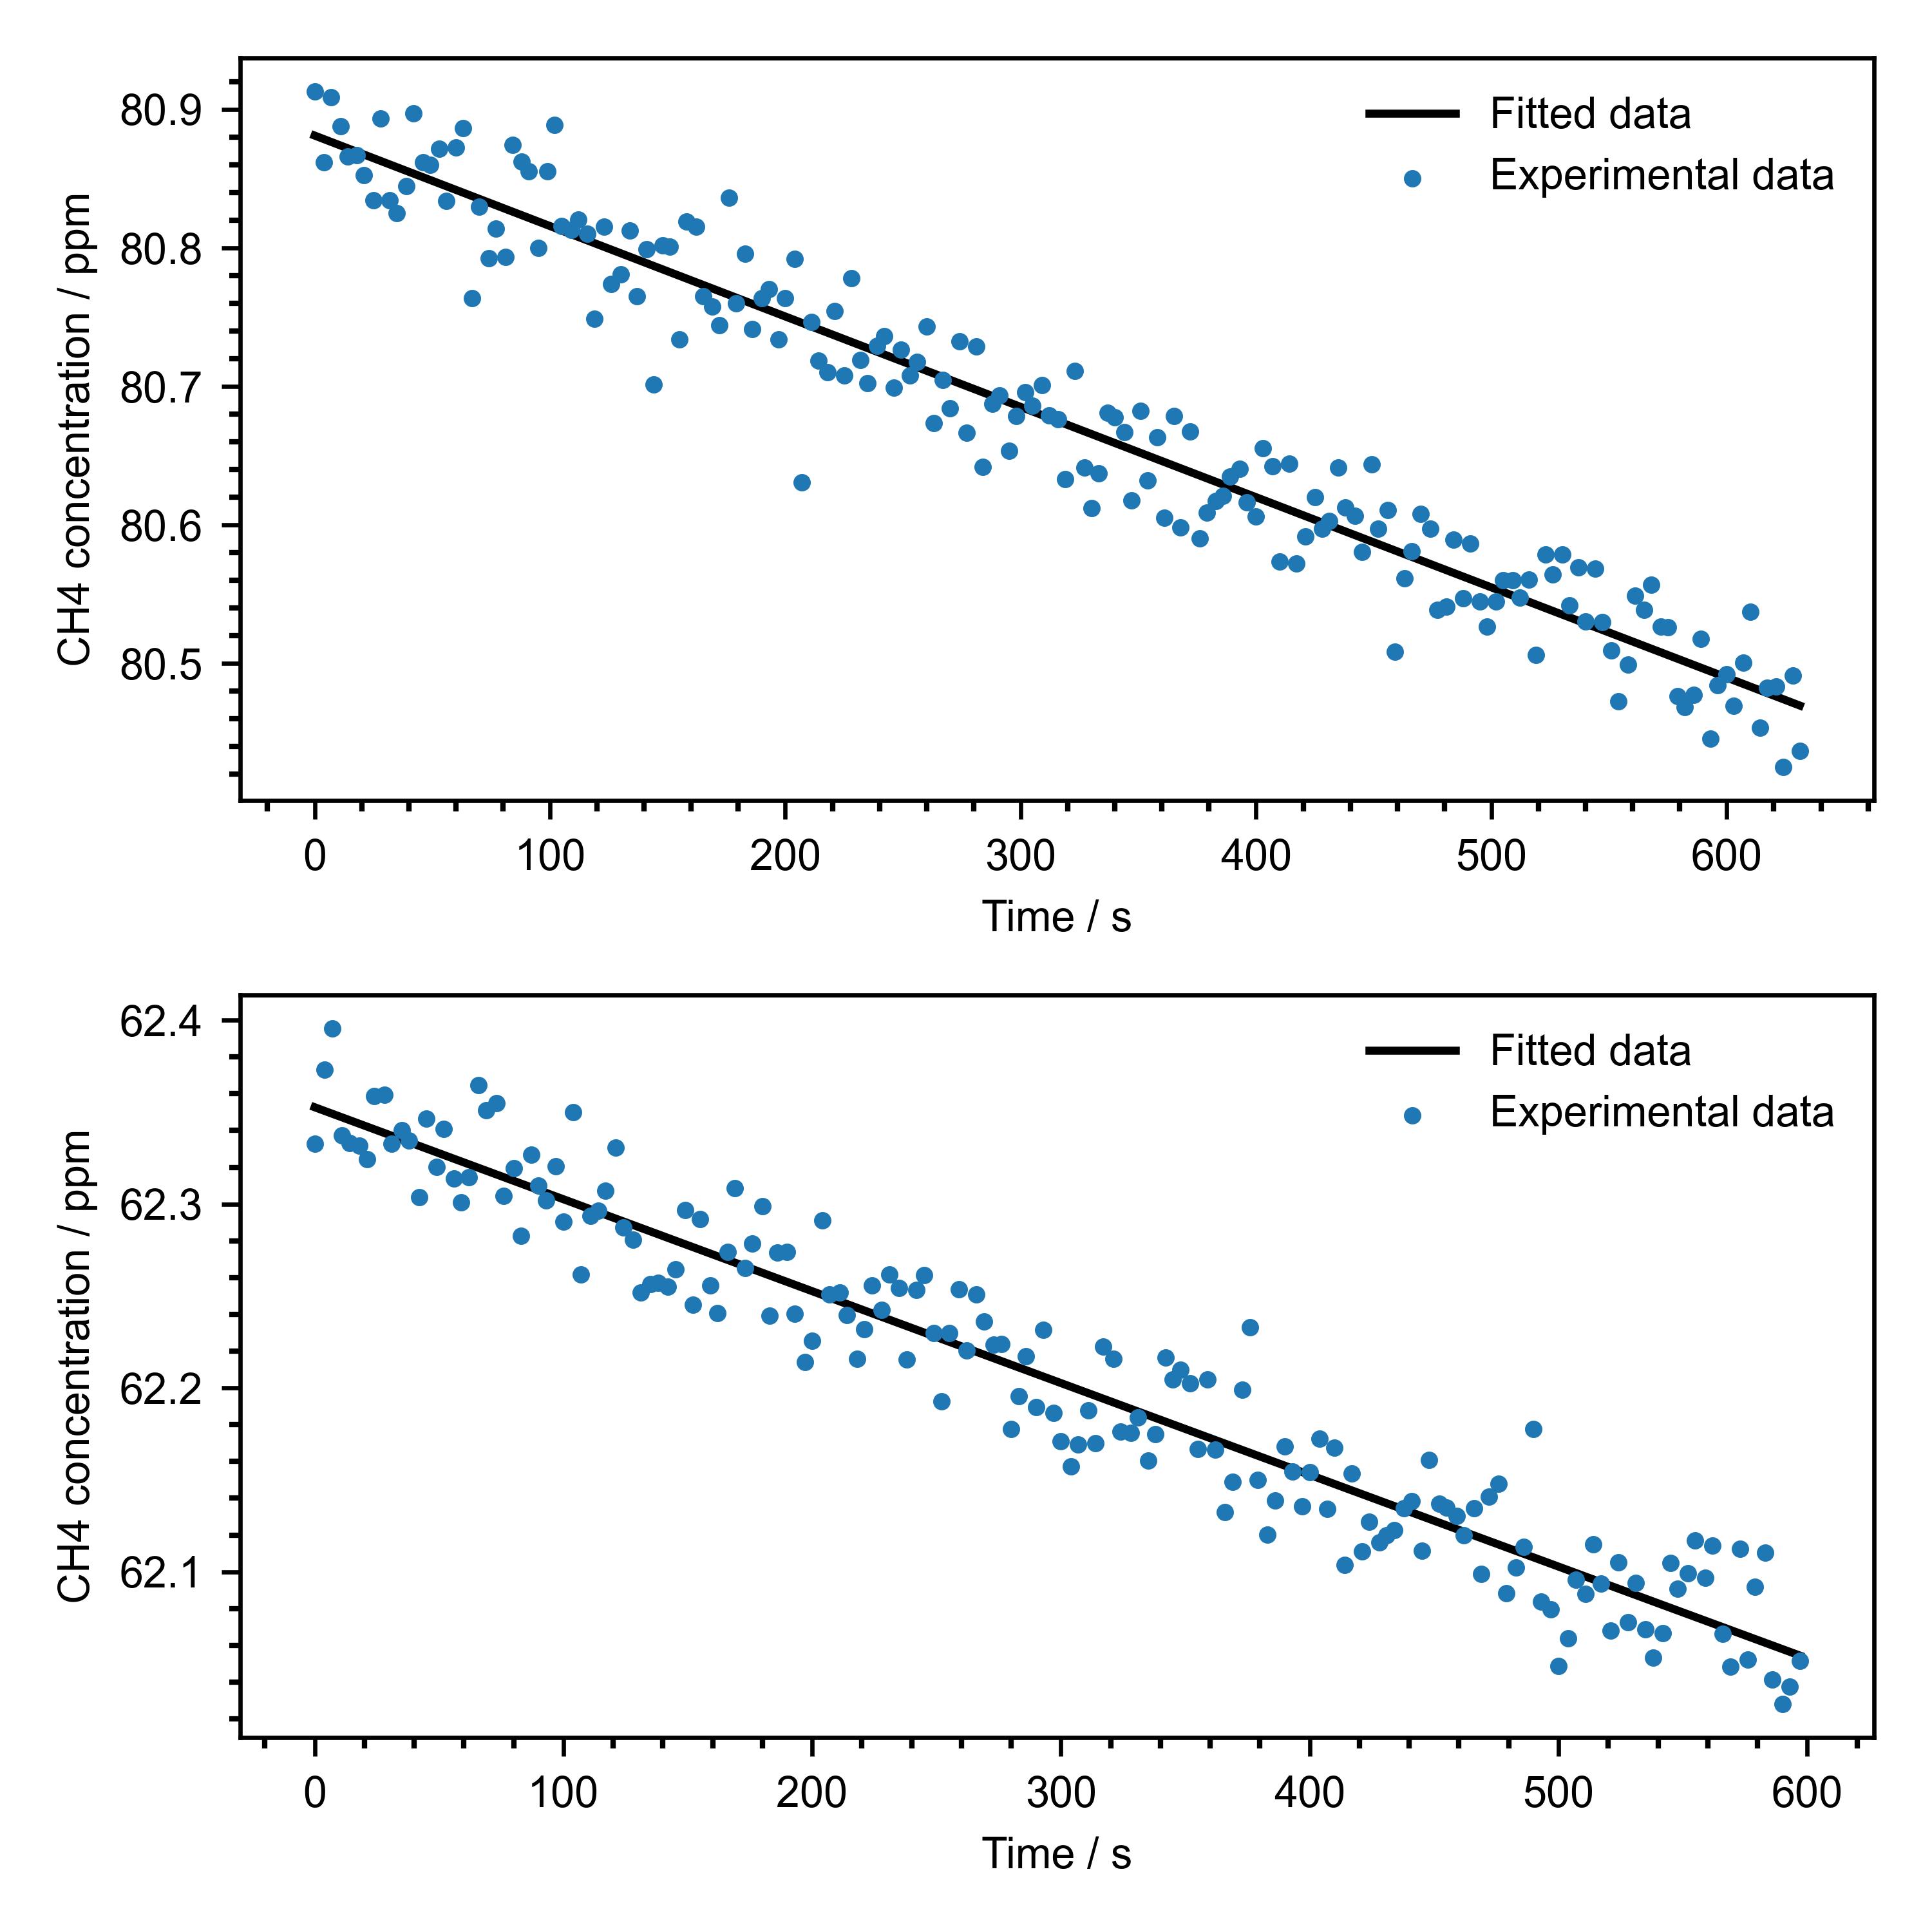 Fitted data
Experimental data
CH4 concentration / ppm
80.9
80.8
80.7
80.6
80.5
0 100 200 300 400 500 600
Time / s
Fitted data
Experimental data
CH4 concentration / ppm
62.4
62.3
62.2
62.1
0 100 200 300 400 500 600
Time / s